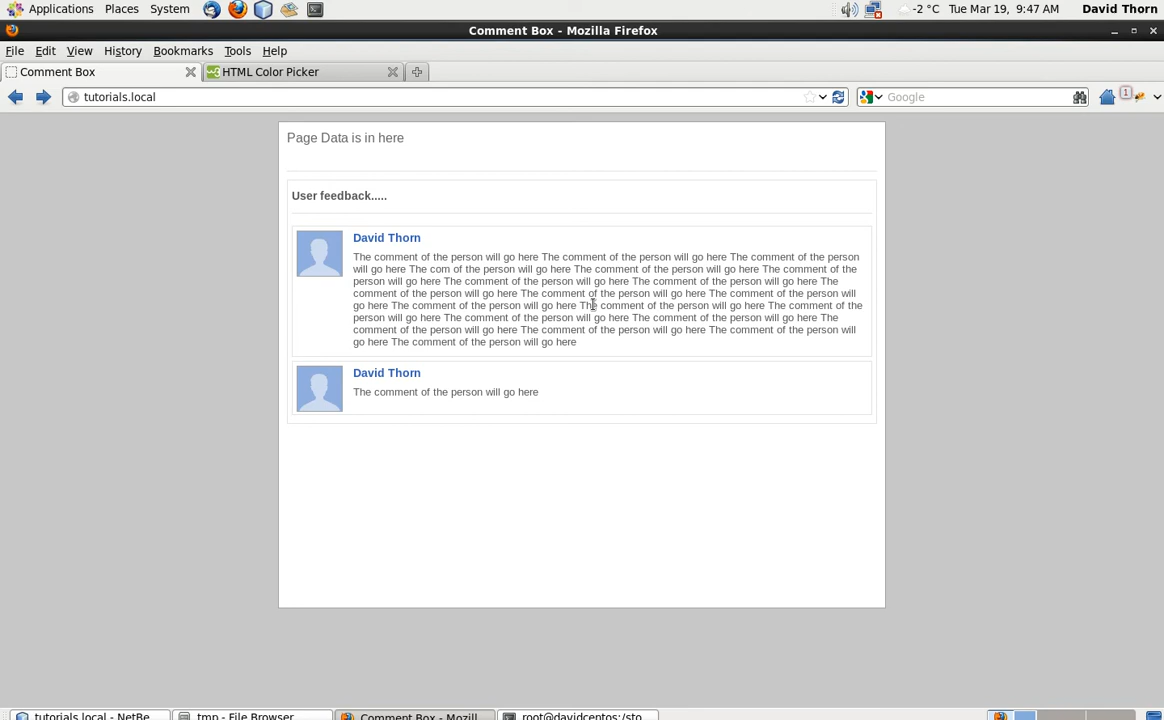 Applications Places System -2 °C Tue Mar 19, 9:47 AM David Thorn
Comment Box - Mozilla Firefox
File Edit View History Bookmarks Tools Help
Comment Box HTML Color Picker
tutorials.local Google 1
Page Data is in here
User feedback.....
David Thorn
The comment of the person will go here The comment of the person will go here The comment of the person
will go here The com of the person will go here The comment of the person will go here The comment of the
person will go here The comment of the person will go here The comment of the person will go here The
comment of the person will go here The comment of the person will go here The comment of the person will
go here The comment of the person will go here The comment of the person will go here The comment of the
person will go here The comment of the person will go here The comment of the person will go here The
comment of the person will go here The comment of the person will go here The comment of the person will
go here The comment of the person will go here
David Thorn
The comment of the person will go here
tutorials.local - NetBe... tmp - File Browser Comment Box - Mozill... root@davidcentos:/sto...